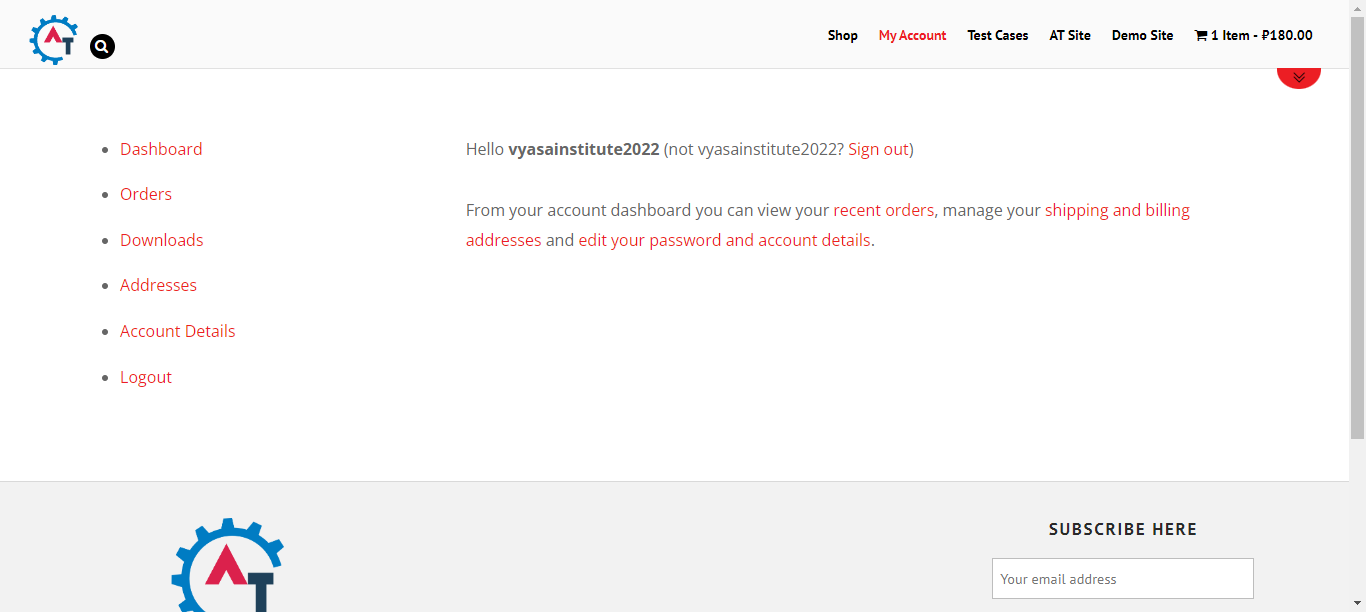 AT
Shop My Account Test Cases AT Site Demo Site 1 Item - ₽180.00
Dashboard
Orders
Downloads
Addresses
Account Details
Logout
Hello vyasainstitute2022 (not vyasainstitute2022? Sign out)
From your account dashboard you can view your recent orders, manage your shipping and billing
addresses and edit your password and account details.
AT
SUBSCRIBE HERE
Your email address